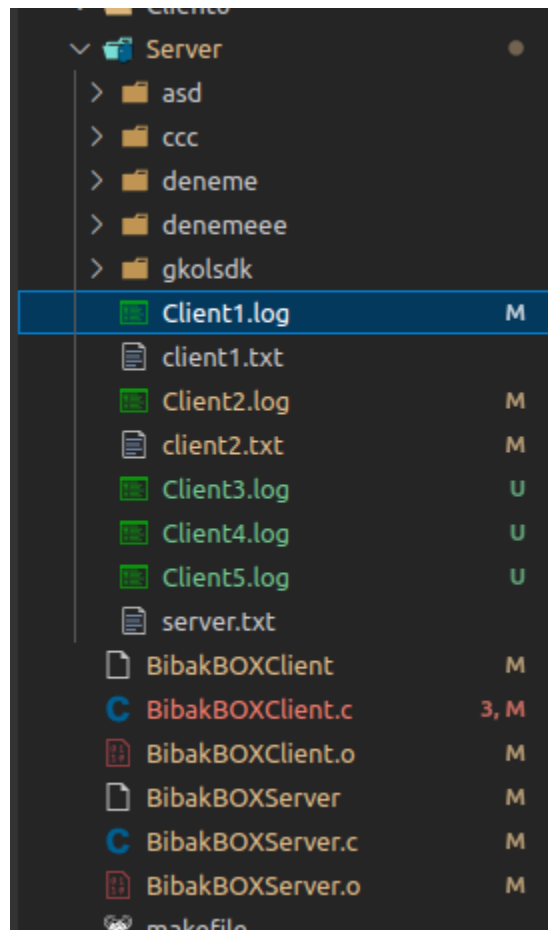 Server
asd
ccc
deneme
denemeee
gkolsdk
Client1.log M
client1.txt
Client2.log M
client2.txt M
Client3.log U
Client4.log U
Client5.log U
server.txt
BibakBOXClient M
C BibakBOXClient.c 3, M
BibakBOXClient.o M
BibakBOXServer M
C BibakBOXServer.c M
BibakBOXServer.o M
makefile